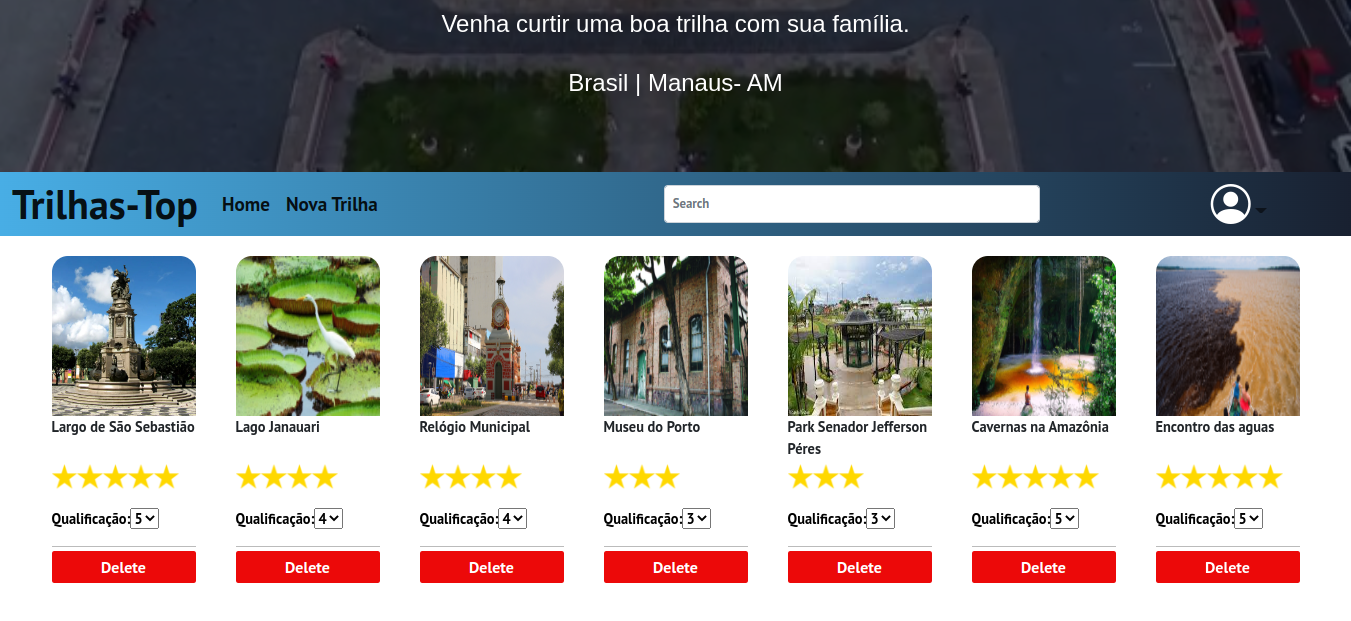 Venha curtir uma boa trilha com sua família.
Brasil | Manaus- AM
Trilhas-Top
Home
Nova Trilha
Search
Largo de São Sebastião
Lago Janauari
Relógio Municipal
Museu do Porto
Park Senador Jefferson
Péres
Cavernas na Amazônia
Encontro das aguas
Qualificação: 5
Qualificação: 4
Qualificação: 4
Qualificação: 3
Qualificação: 3
Qualificação: 5
Qualificação: 5
Delete
Delete
Delete
Delete
Delete
Delete
Delete